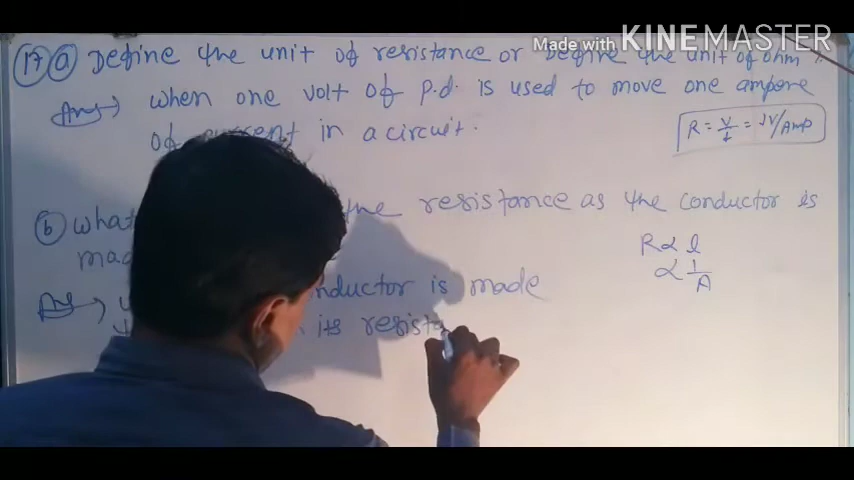 Made with KINEMASTER
17 a Define the unit of resistance or Define the unit of ohm
Ans → when one volt of p.d. is used to move one ampere
of current in a circuit.
R = V/I = 1V/Amp
b what the resistance as the conductor is
R ∝ l
∝ 1/A
Ans → conductor is made
its resista